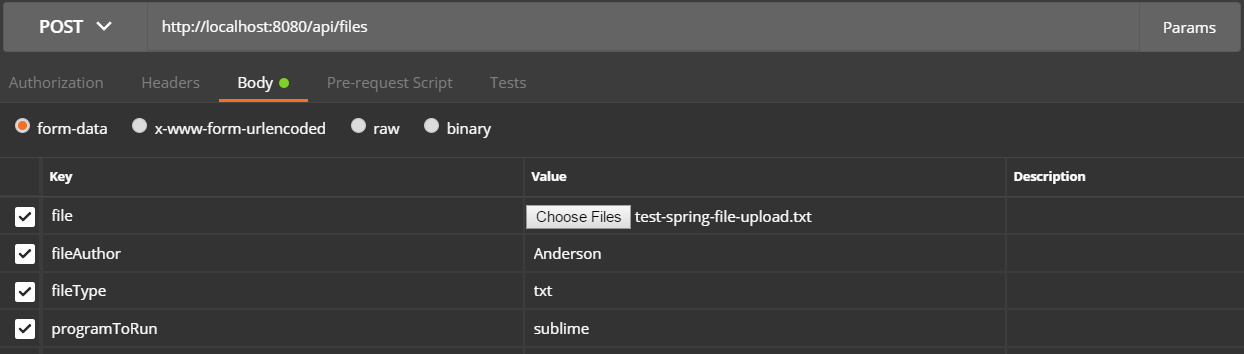 POST http://localhost:8080/api/files Params
Authorization Headers Body Pre-request Script Tests
form-data x-www-form-urlencoded raw binary
Key Value Description
file Choose Files test-spring-file-upload.txt
fileAuthor Anderson
fileType txt
programToRun sublime